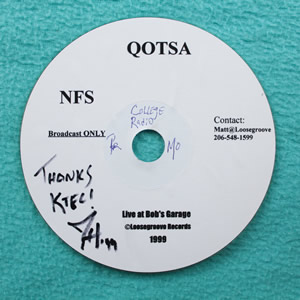 QOTSA
NFS
College
Radio
Contact:
Matt@Loosegroove
206-548-1599
Broadcast ONLY
MO
THANKS
KTEC!
Live at Bob's Garage
©Loosegroove Records
1999